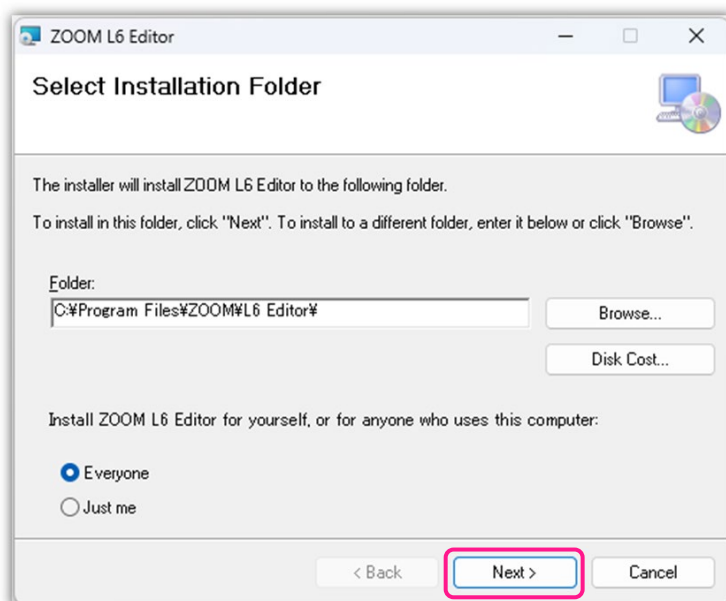 ZOOM L6 Editor
Select Installation Folder
The installer will install ZOOM L6 Editor to the following folder.
To install in this folder, click "Next". To install to a different folder, enter it below or click "Browse".
Folder:
C:¥Program Files¥ZOOM¥L6 Editor¥
Browse...
Disk Cost...
Install ZOOM L6 Editor for yourself, or for anyone who uses this computer:
Everyone
Just me
< Back Next > Cancel